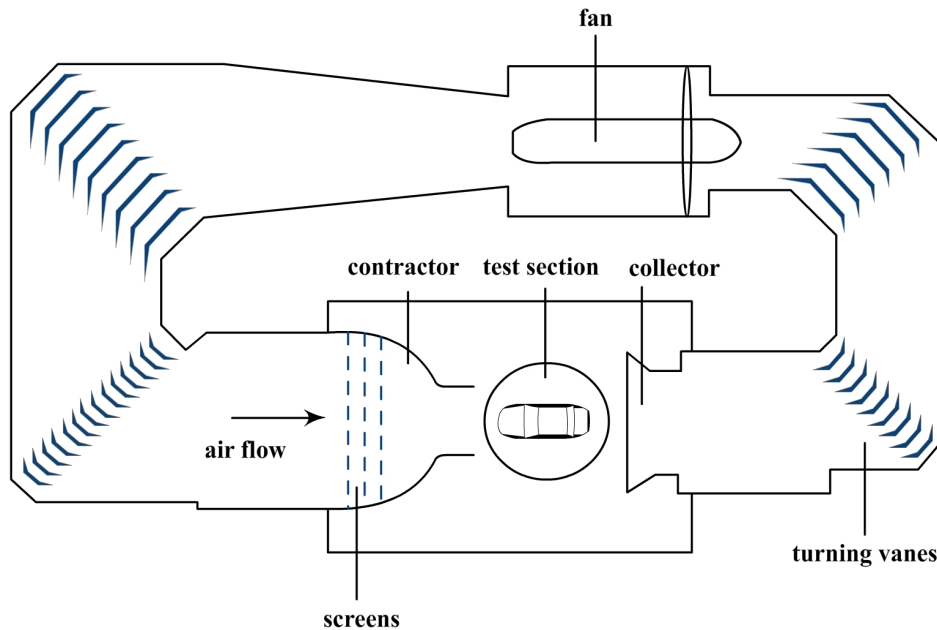 fan
contractor
test section
collector
air flow
turning vanes
screens